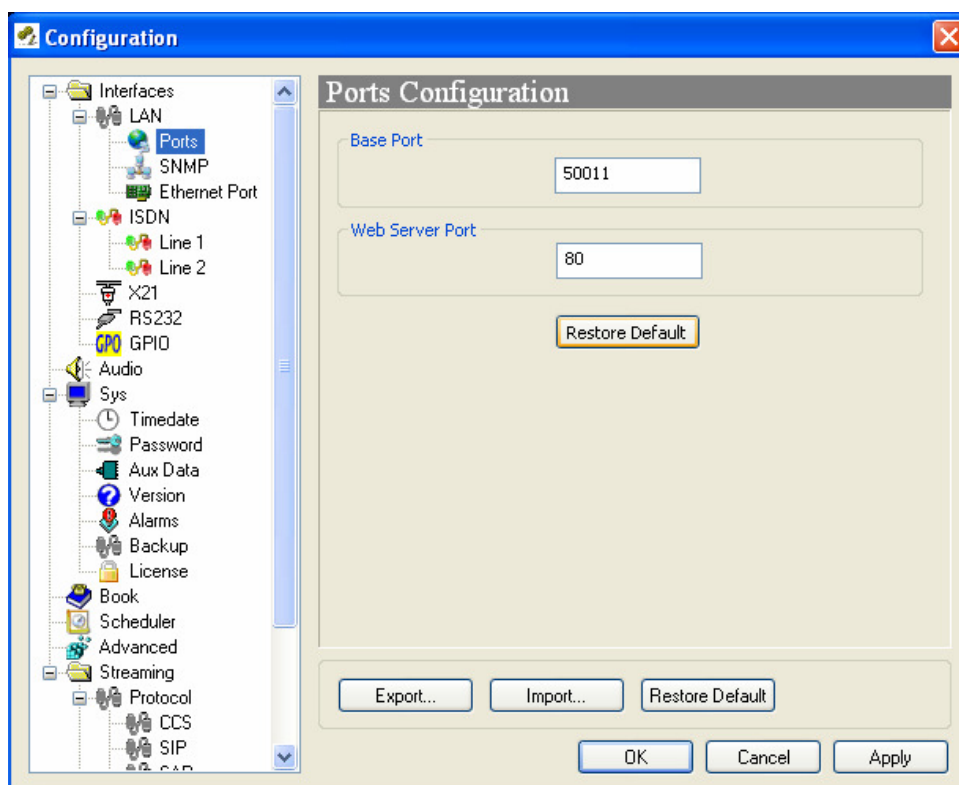 Configuration
Interfaces
LAN
Ports
SNMP
Ethernet Port
ISDN
Line 1
Line 2
X21
RS232
GPO GPIO
Audio
Sys
Timedate
Password
Aux Data
Version
Alarms
Backup
License
Book
Scheduler
Advanced
Streaming
Protocol
CCS
SIP
Ports Configuration
Base Port
50011
Web Server Port
80
Restore Default
Export... Import... Restore Default
OK Cancel Apply